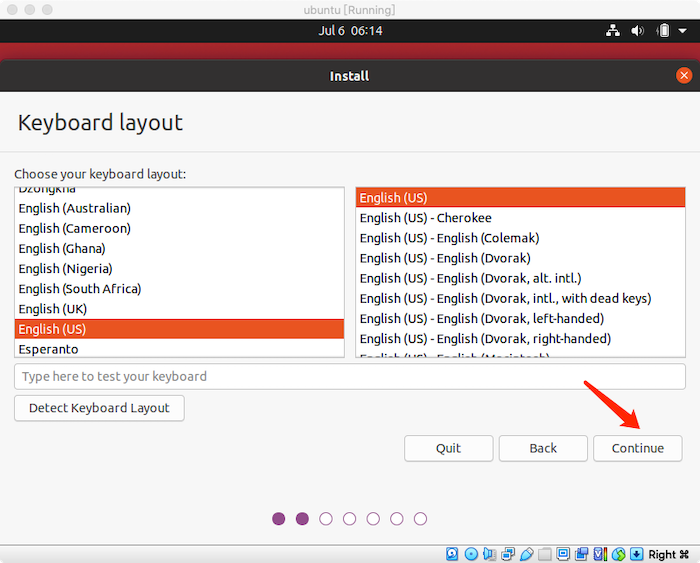 ubuntu [Running]
Jul 6 06:14
Install
Keyboard layout
Choose your keyboard layout:
Dzongkha
English (Australian)
English (Cameroon)
English (Ghana)
English (Nigeria)
English (South Africa)
English (UK)
English (US)
Esperanto
English (US)
English (US) - Cherokee
English (US) - English (Colemak)
English (US) - English (Dvorak)
English (US) - English (Dvorak, alt. intl.)
English (US) - English (Dvorak, intl., with dead keys)
English (US) - English (Dvorak, left-handed)
English (US) - English (Dvorak, right-handed)
English (US) - English (Macintosh)
Type here to test your keyboard
Detect Keyboard Layout
Quit Back Continue
Right ⌘